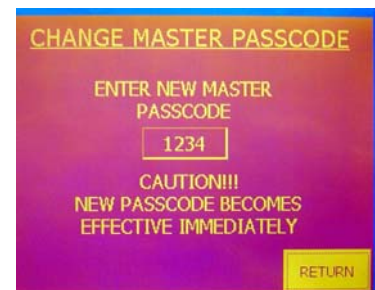 CHANGE MASTER PASSCODE
ENTER NEW MASTER
PASSCODE
1234
CAUTION!!!
NEW PASSCODE BECOMES
EFFECTIVE IMMEDIATELY
RETURN